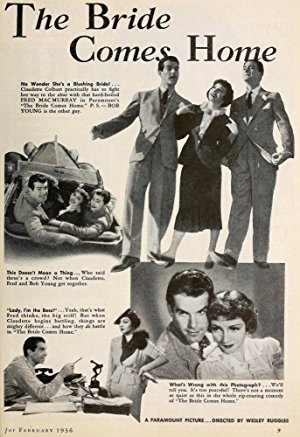 The Bride
Comes Home
No Wonder She's a Blushing Bride! . .
Claudette Colbert practically has to fight
her way to the altar with that hard-boiled
FRED MACMURRAY in Paramount's
"The Bride Comes Home." P. S.—BOB
YOUNG is the other guy.
This Doesn't Mean a Thing . . . Who said
three's a crowd? Not when Claudette,
Fred and Bob Young get together.
"Lady, I'm the Boss!" . . . Yeah, that's what
Fred thinks, the big stiff! But when
Claudette begins battling, things are
mighty different . . . and how they do battle
in "The Bride Comes Home."
What's Wrong with this Photograph? . . . We'll
tell you. It's too peaceful! There's not a moment
as quiet as this in the whole rip-roaring comedy
of "The Bride Comes Home."
A PARAMOUNT PICTURE . . . DIRECTED BY WESLEY RUGGLES
for FEBRUARY 1936
9